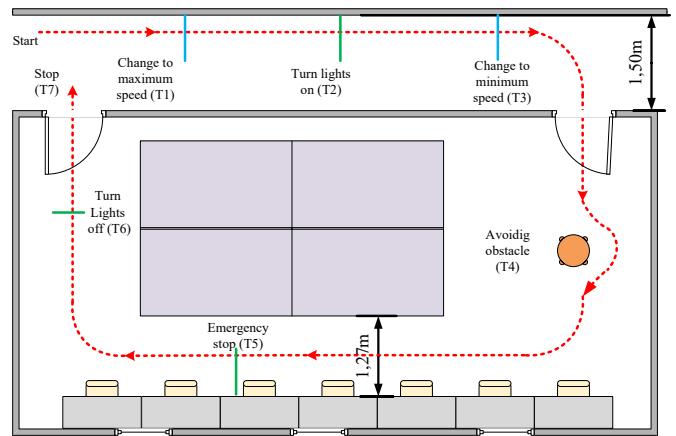 Start
Change to
maximum
speed (T1)
Turn lights
on (T2)
Change to
minimum
speed (T3)
1,50m
Stop
(T7)
Turn
Lights
off (T6)
Avoidig
obstacle
(T4)
Emergency
stop (T5)
1,27m